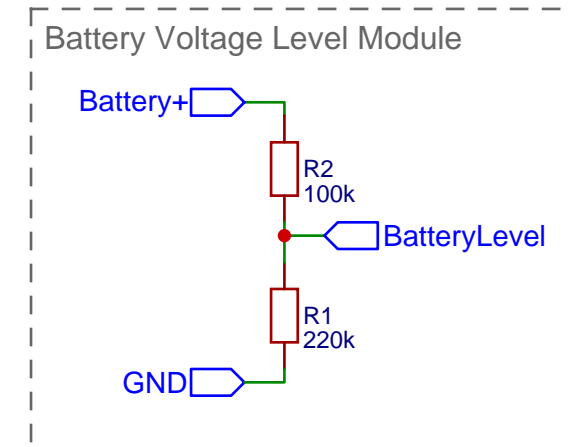 Battery Voltage Level Module
Battery+
R2
100k
BatteryLevel
R1
220k
GND